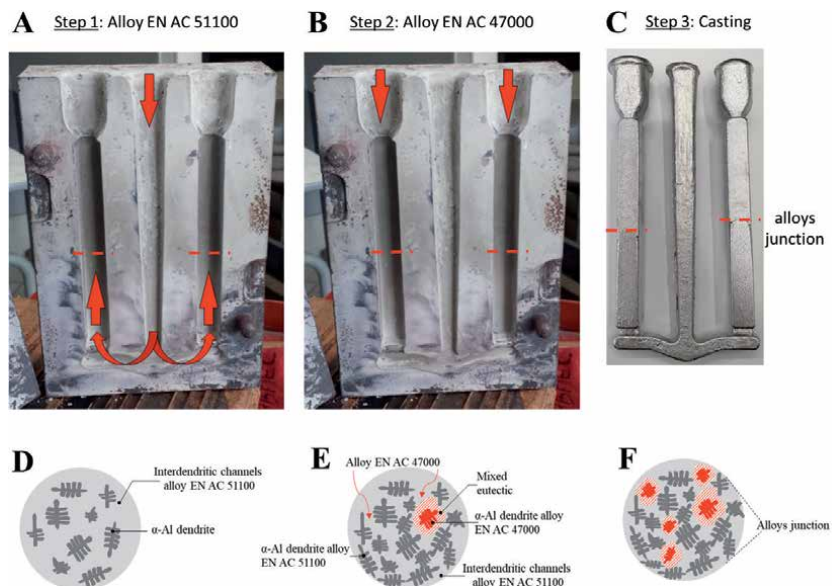 A Step 1: Alloy EN AC 51100
B Step 2: Alloy EN AC 47000
C Step 3: Casting
alloys
junction
D
Interdendritic channels
alloy EN AC 51100
α-Al dendrite
E
Alloy EN AC 47000
Mixed
eutectic
α-Al dendrite alloy
EN AC 47000
α-Al dendrite alloy
EN AC 51100
Interdendritic channels
alloy EN AC 51100
F
Alloys junction